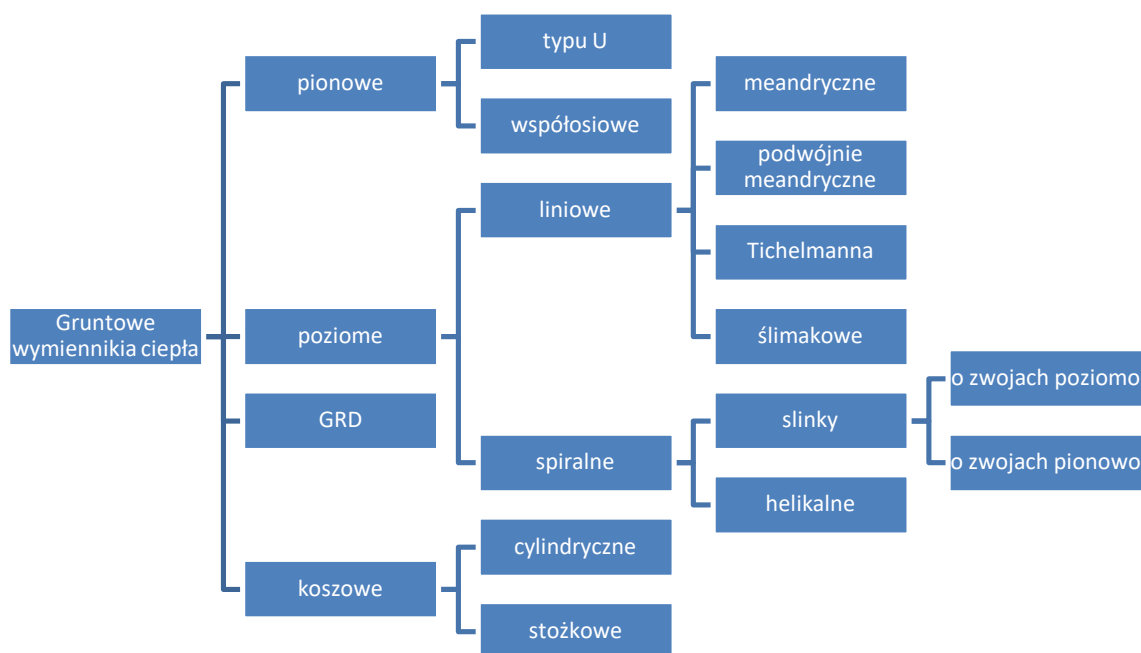 Gruntowe
wymiennikia ciepła
pionowe
typu U
współosiowe
poziome
liniowe
meandryczne
podwójnie
meandryczne
Tichelmanna
ślimakowe
spiralne
slinky
o zwojach poziomo
o zwojach pionowo
helikalne
GRD
koszowe
cylindryczne
stożkowe